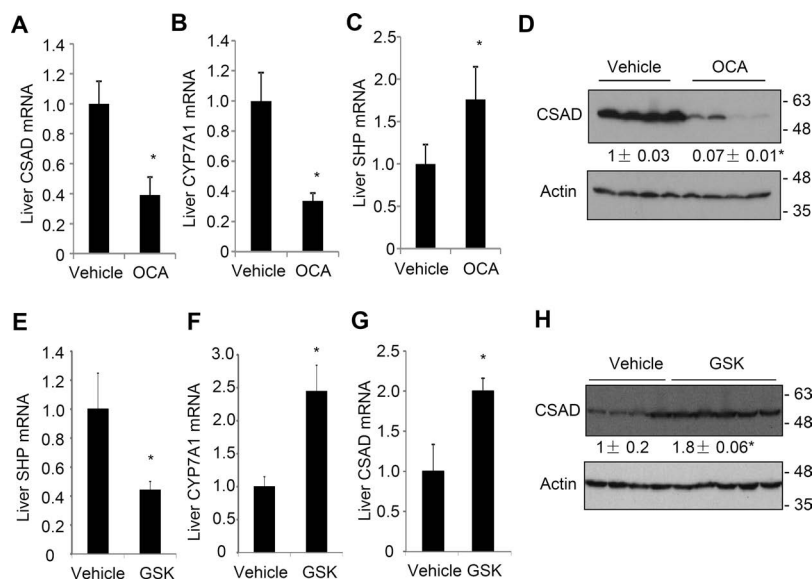 A
Liver CSAD mRNA
1.4
1.2
1.0
0.8
0.6
0.4
0.2
0
*
Vehicle OCA
B
Liver CYP7A1 mRNA
1.4
1.2
1.0
0.8
0.6
0.4
0.2
0
*
Vehicle OCA
C
Liver SHP mRNA
2.5
2.0
1.5
1.0
0.5
0
*
Vehicle OCA
D
Vehicle OCA
CSAD
- 63
- 48
1± 0.03 0.07± 0.01*
Actin
- 48
- 35
E
Liver SHP mRNA
1.4
1.2
1.0
0.8
0.6
0.4
0.2
0
*
Vehicle GSK
F
Liver CYP7A1 mRNA
3.0
2.5
2.0
1.5
1.0
0.5
0.0
*
Vehicle GSK
G
Liver CSAD mRNA
2.5
2.0
1.5
1.0
0.5
0
*
Vehicle GSK
H
Vehicle GSK
CSAD
- 63
- 48
1± 0.2 1.8± 0.06*
Actin
- 48
- 35